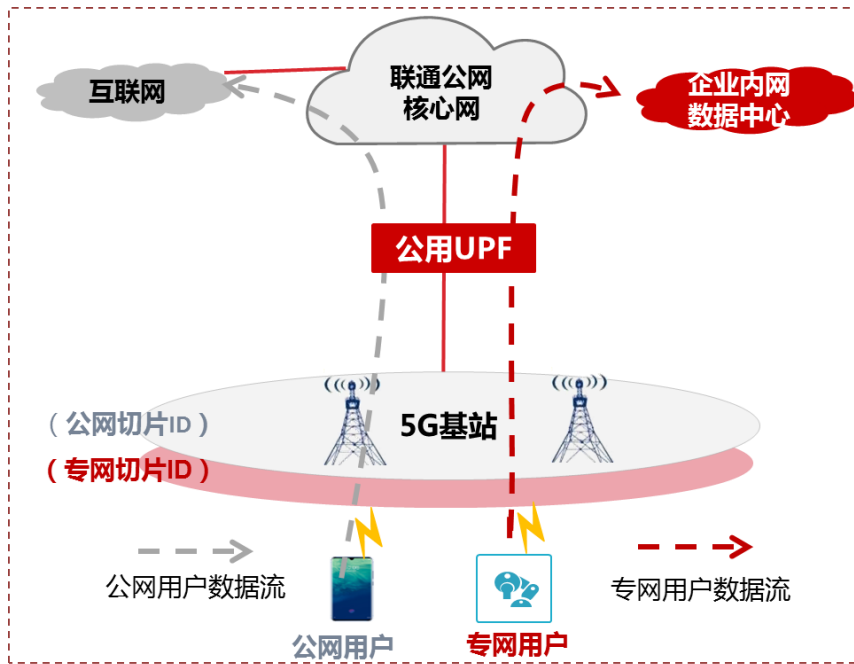 互联网
联通公网
核心网
企业内网
数据中心
公用UPF
（公网切片ID）
5G基站
（专网切片ID）
公网用户数据流
专网用户数据流
公网用户
专网用户